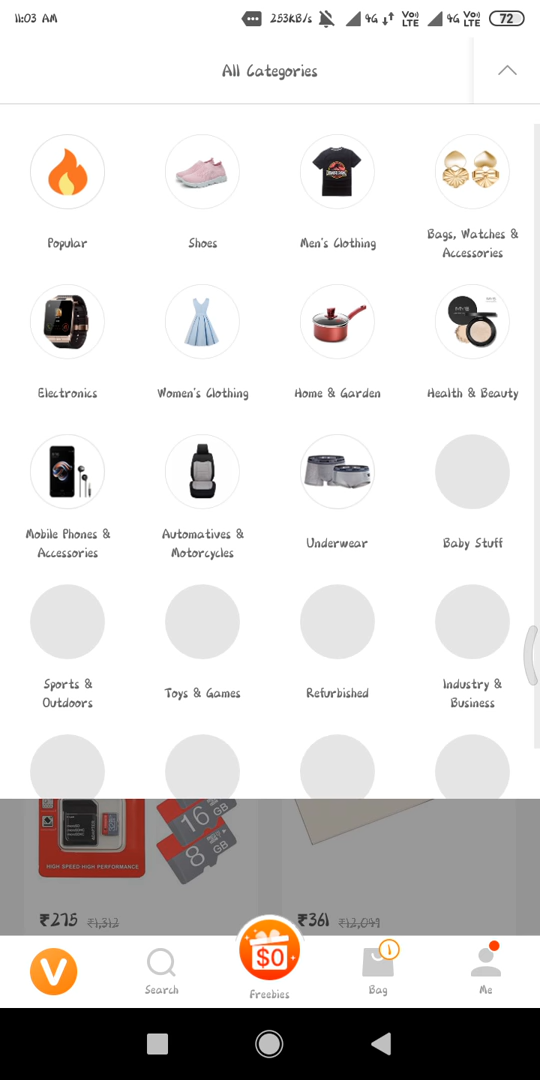 11:03 AM
253KB/s
4G
Vo))
LTE
4G
Vo))
LTE
72
All Categories
Popular
Shoes
Men's Clothing
Bags, Watches &
Accessories
Electronics
Women's Clothing
Home & Garden
Health & Beauty
Mobile Phones &
Accessories
Automatives &
Motorcycles
Underwear
Baby Stuff
Sports &
Outdoors
Toys & Games
Refurbished
Industry &
Business
ADAPTER
16 GB
8 GB
HIGH SPEED HIGH PERFORMANCE
₹275 ₹1,312
₹361 ₹12,049
V
Search
$0
Freebies
1
Bag
Me